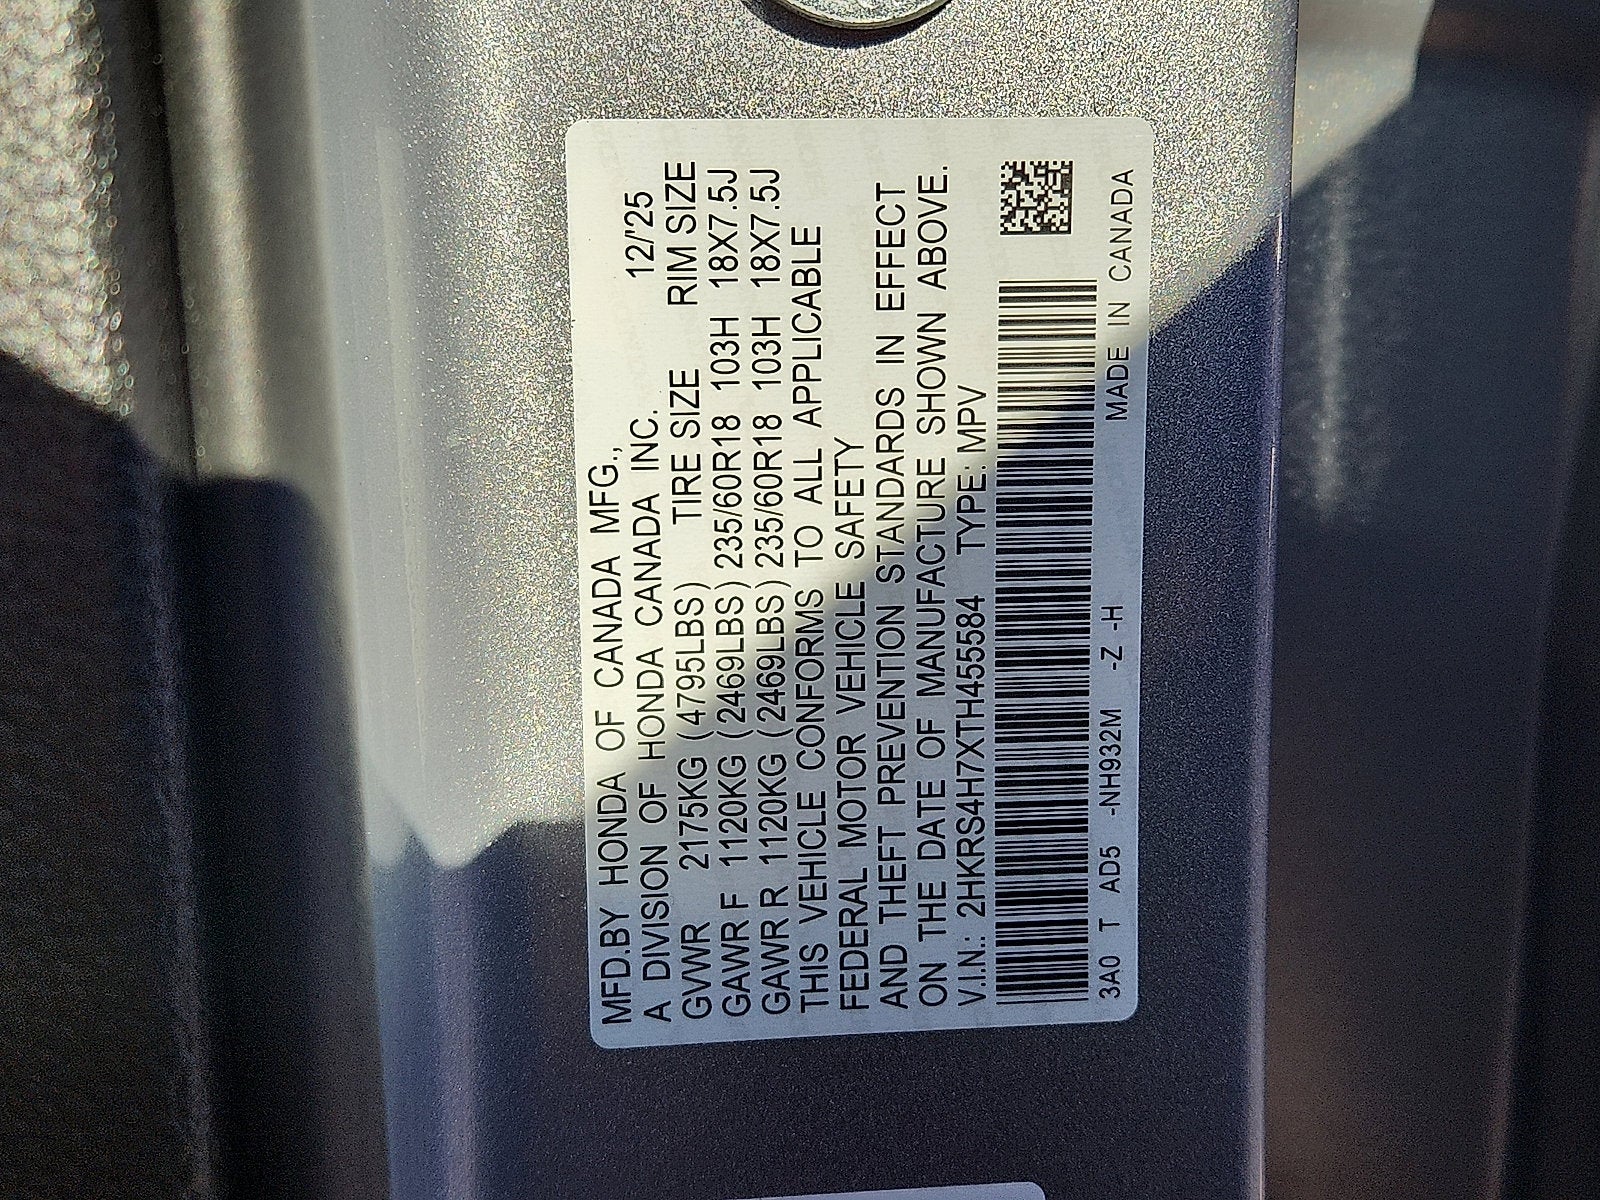 MFD.BY HONDA OF CANADA MFG.,
A DIVISION OF HONDA CANADA INC. 12/'25
GVWR 2175KG (4795LBS) TIRE SIZE RIM SIZE
GAWR F 1120KG (2469LBS) 235/60R18 103H 18X7.5J
GAWR R 1120KG (2469LBS) 235/60R18 103H 18X7.5J
THIS VEHICLE CONFORMS TO ALL APPLICABLE
FEDERAL MOTOR VEHICLE SAFETY
AND THEFT PREVENTION STANDARDS IN EFFECT
ON THE DATE OF MANUFACTURE SHOWN ABOVE.
V.I.N.: 2HKRS4H7XTH455584 TYPE: MPV
3A0 T AD5 -NH932M -Z -H MADE IN CANADA